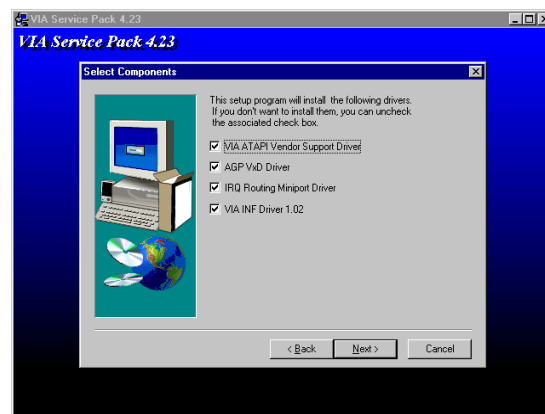 VIA Service Pack 4.23
VIA Service Pack 4.23
Select Components
This setup program will install the following drivers.
If you don't want to install them, you can uncheck
the associated check box.
VIA ATAPI Vendor Support Driver
AGP VxD Driver
IRQ Routing Miniport Driver
VIA INF Driver 1.02
< Back
Next >
Cancel